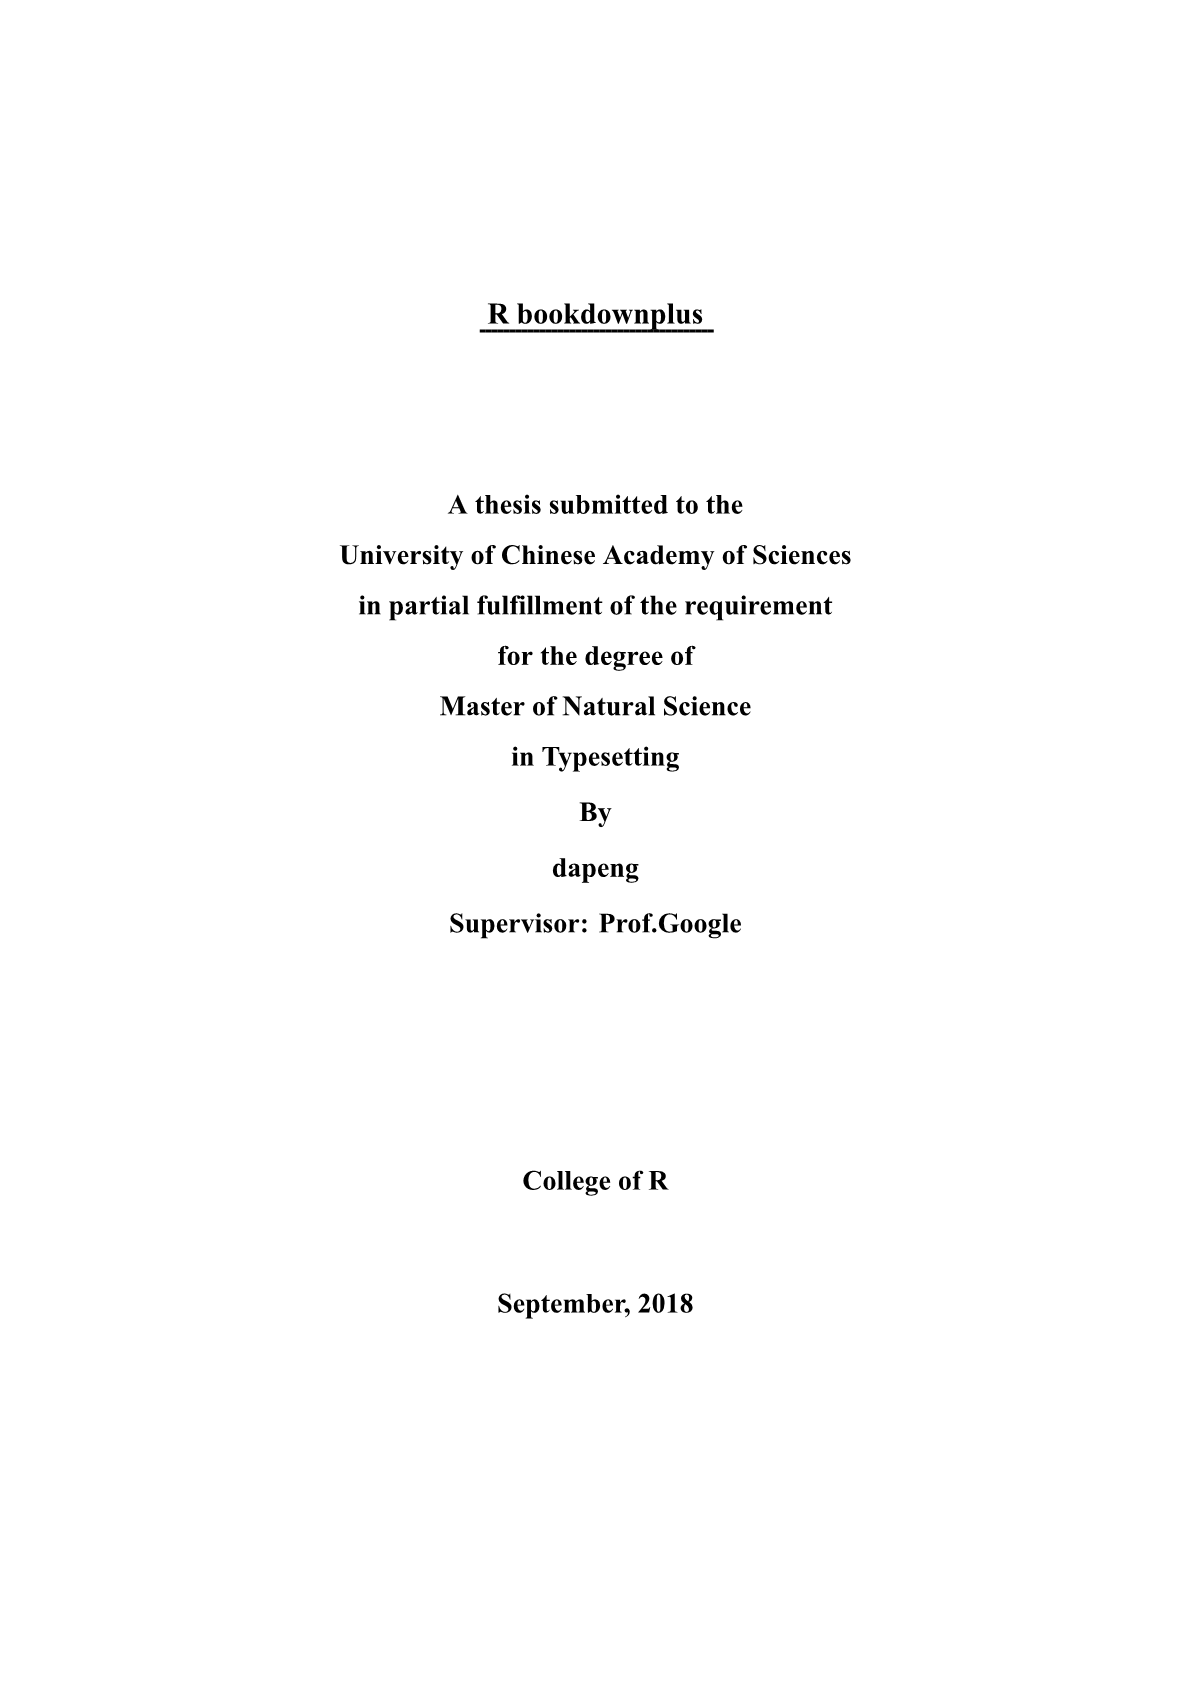 R bookdownplus
A thesis submitted to the
University of Chinese Academy of Sciences
in partial fulfillment of the requirement
for the degree of
Master of Natural Science
in Typesetting
By
dapeng
Supervisor: Prof.Google
College of R
September, 2018